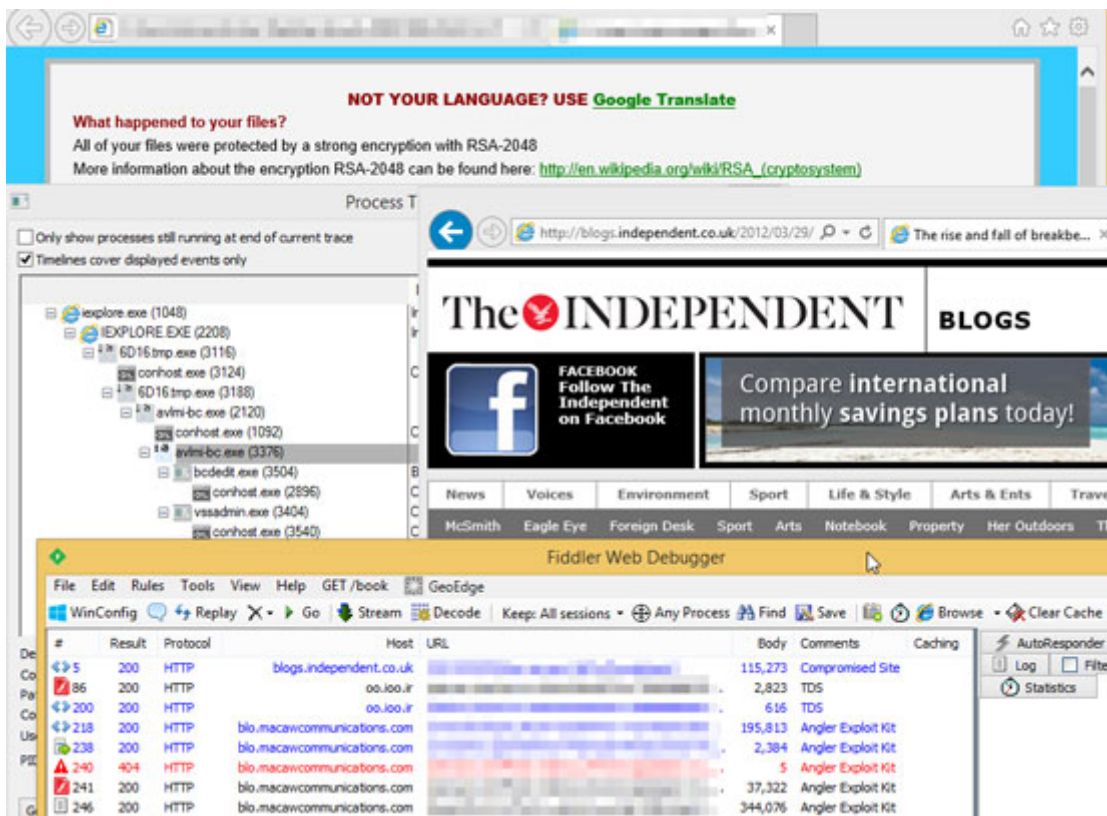 NOT YOUR LANGUAGE? USE Google Translate
What happened to your files?
All of your files were protected by a strong encryption with RSA-2048
More information about the encryption RSA-2048 can be found here: http://en.wikipedia.org/wiki/RSA_(cryptosystem)
Process T
Only show processes still running at end of current trace
Timelines cover displayed events only
iexplore.exe (1048)
IEXPLORE.EXE (2208)
6D16.tmp.exe (3116)
conhost.exe (3124)
6D16.tmp.exe (3188)
avlmi-bc.exe (2120)
conhost.exe (1092)
avlmi-bc.exe (3376)
bcdedit.exe (3504)
conhost.exe (2896)
vssadmin.exe (3404)
conhost.exe (3540)
http://blogs.independent.co.uk/2012/03/29/
The rise and fall of breakbe...
The INDEPENDENT BLOGS
FACEBOOK
Follow The
Independent
on Facebook
Compare international
monthly savings plans today!
News Voices Environment Sport Life & Style Arts & Ents Trave
McSmith Eagle Eye Foreign Desk Sport Arts Notebook Property Her Outdoors
Fiddler Web Debugger
File Edit Rules Tools View Help GET /book GeoEdge
WinConfig Replay X Go Stream Decode Keep: All sessions Any Process Find Save Browse Clear Cache
# Result Protocol Host URL Body Comments Caching
5 200 HTTP blogs.independent.co.uk 115,273 Compromised Site
86 200 HTTP oo.ioo.ir 2,823 TDS
200 200 HTTP oo.ioo.ir 616 TDS
218 200 HTTP blo.macawcommunications.com 195,813 Angler Exploit Kit
238 200 HTTP blo.macawcommunications.com 2,384 Angler Exploit Kit
240 404 HTTP blo.macawcommunications.com 5 Angler Exploit Kit
241 200 HTTP blo.macawcommunications.com 37,322 Angler Exploit Kit
246 200 HTTP blo.macawcommunications.com 344,076 Angler Exploit Kit
AutoResponder
Log Filte
Statistics